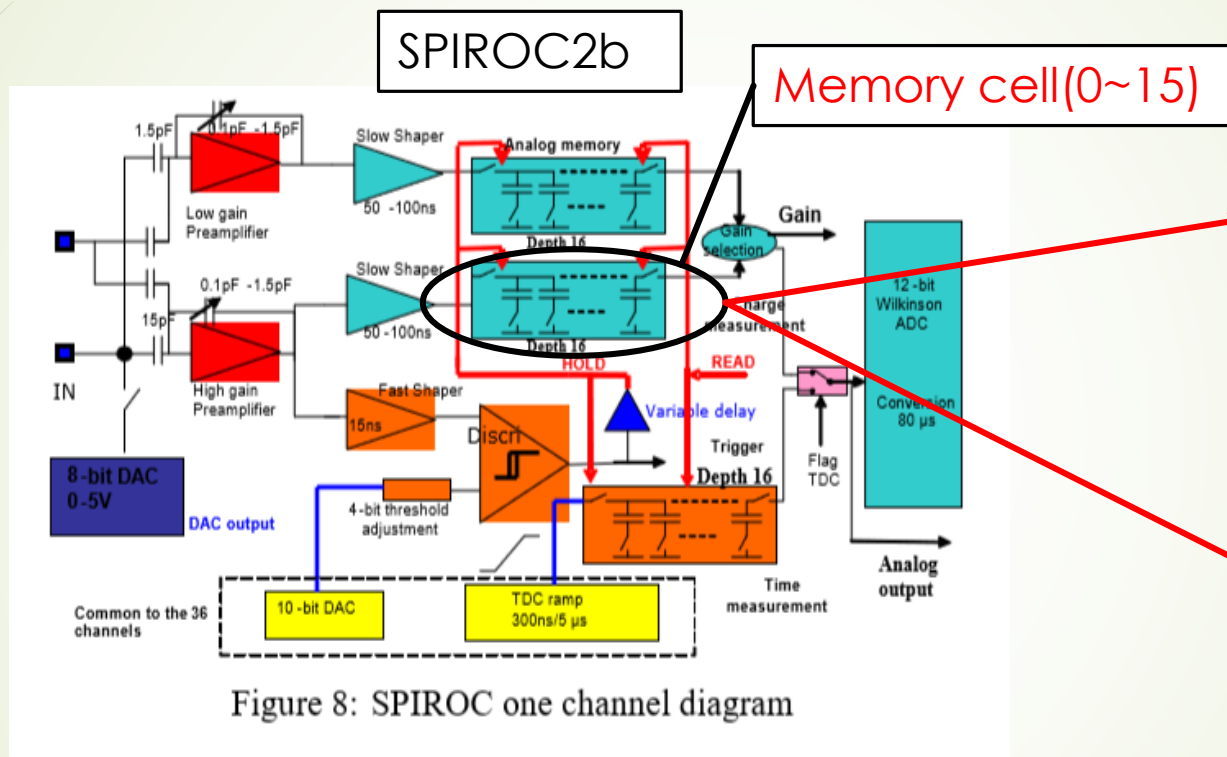 SPIROC2b
Memory cell(0~15)
1.5pF
0.1pF -1.5pF
Slow Shaper
Analog memory
50 -100ns
Low gain
Preamplifier
Depth 16
Gain
Gain
selection
0.1pF -1.5pF
Slow Shaper
15pF
50 -100ns
Depth 16
measurement
12 -bit
Wilkinson
ADC
Conversion
80 µs
HOLD
READ
IN
High gain
Preamplifier
Fast Shaper
15ns
Discri
Variable delay
Trigger
Depth 16
Flag
TDC
8-bit DAC
0-5V
DAC output
4-bit threshold
adjustment
Analog
output
Time
measurement
Common to the 36
channels
10 -bit DAC
TDC ramp
300ns/5 µs
Figure 8: SPIROC one channel diagram